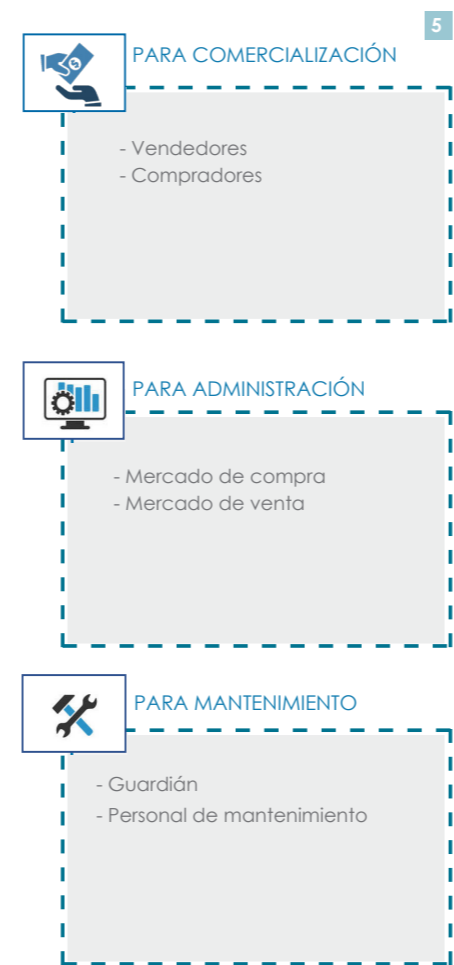 5
PARA COMERCIALIZACIÓN
- Vendedores
- Compradores
PARA ADMINISTRACIÓN
- Mercado de compra
- Mercado de venta
PARA MANTENIMIENTO
- Guardián
- Personal de mantenimiento